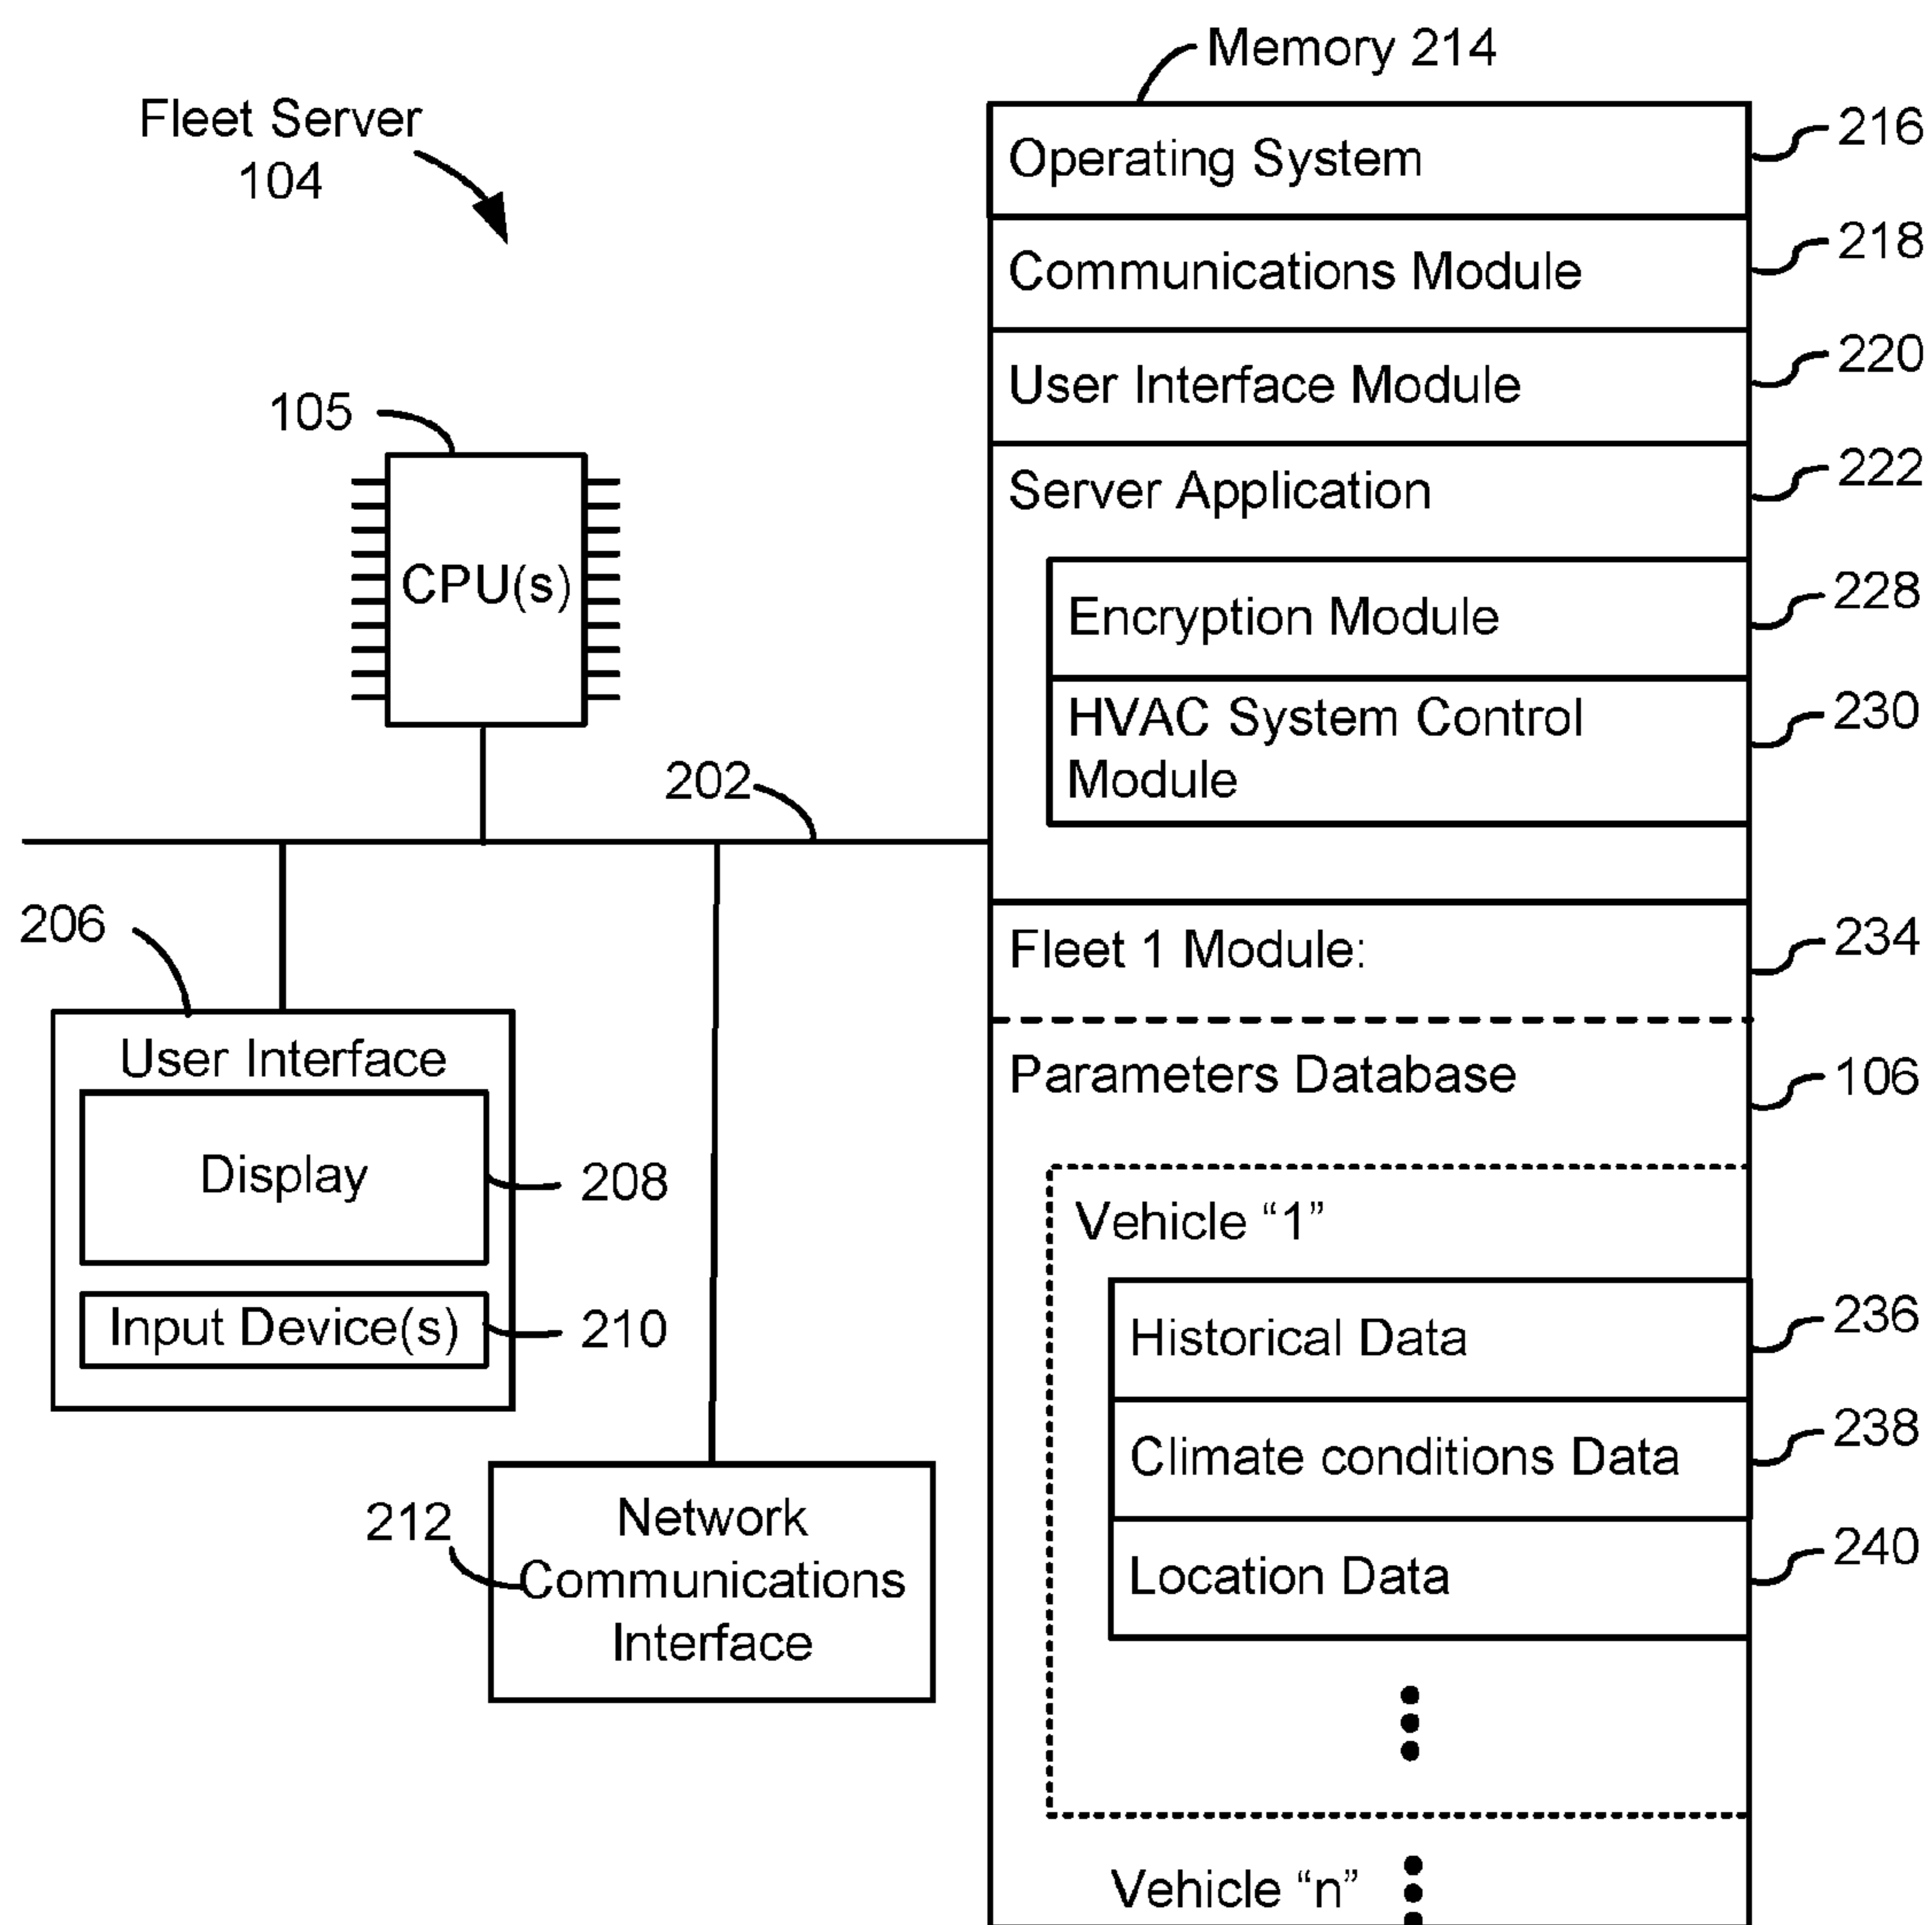 Fleet Server
104
105
CPU(s)
202
206
User Interface
Display
208
Input Device(s)
210
212
Network
Communications
Interface
Memory 214
Operating System
216
Communications Module
218
User Interface Module
220
Server Application
222
Encryption Module
228
HVAC System Control
Module
230
Fleet 1 Module:
234
Parameters Database
106
Vehicle “1”
Historical Data
236
Climate conditions Data
238
Location Data
240
Vehicle “n”